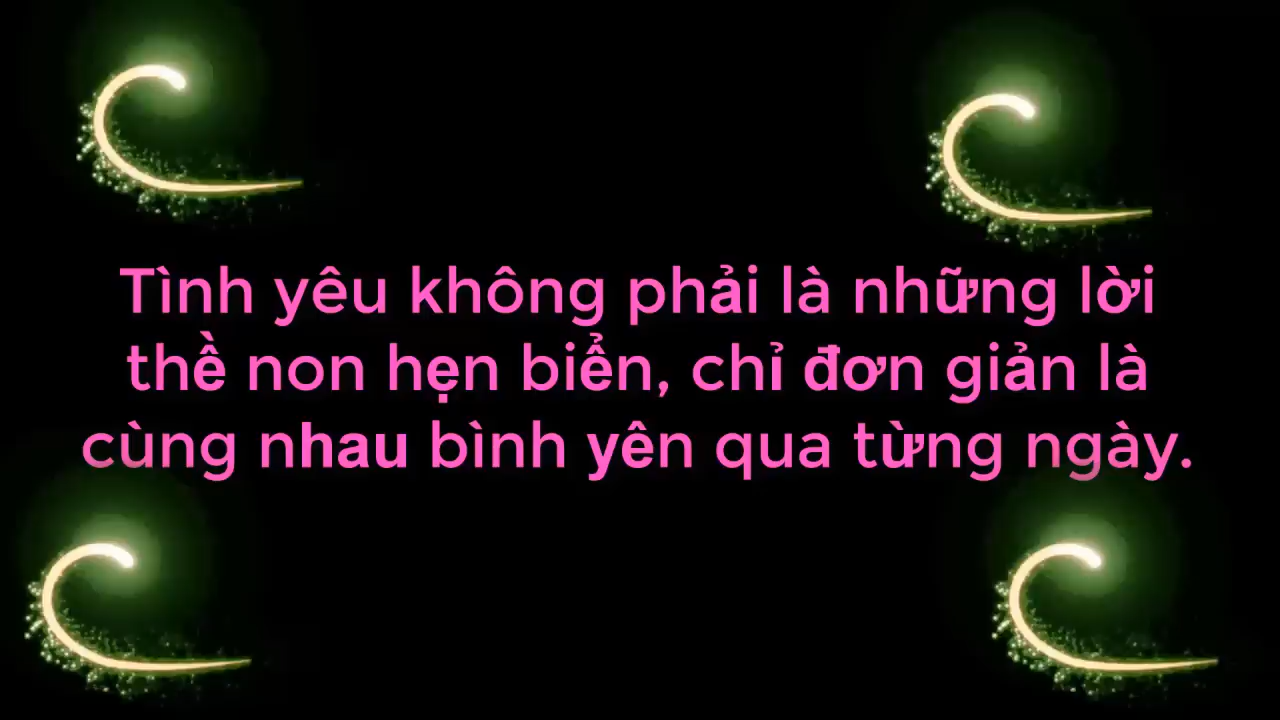 Tình yêu không phải là những lời
thề non hẹn biển, chỉ đơn giản là
cùng nhau bình yên qua từng ngày.